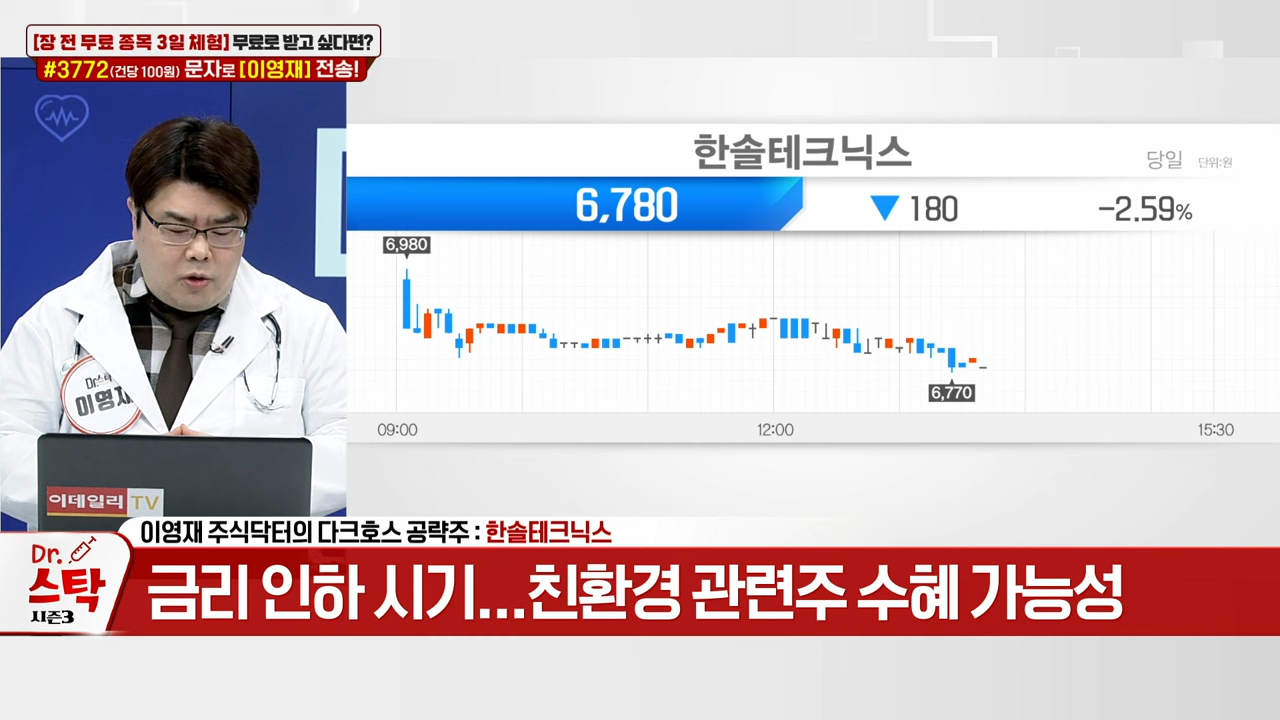 [장 전 무료 종목 3일 체험] 무료로 받고 싶다면?
#3772(건당 100원) 문자로 [이영재] 전송!
한솔테크닉스
당일 단위:원
6,780 ▼ 180 -2.59%
6,980
6,770
09:00 12:00 15:30
Dr.스탁
이영재
이데일리 TV
이영재 주식닥터의 다크호스 공략주 : 한솔테크닉스
Dr.
스탁
시즌3
금리 인하 시기...친환경 관련주 수혜 가능성